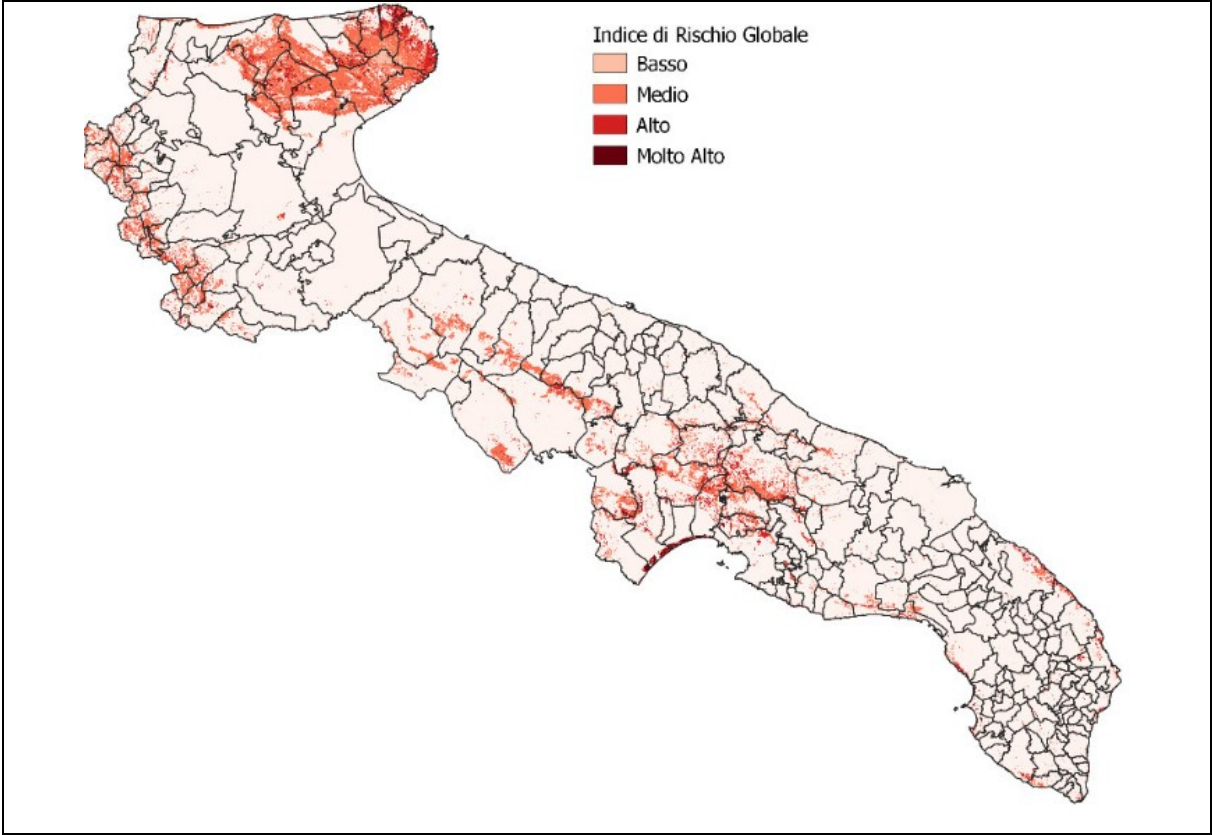 Indice di Rischio Globale
Basso
Medio
Alto
Molto Alto